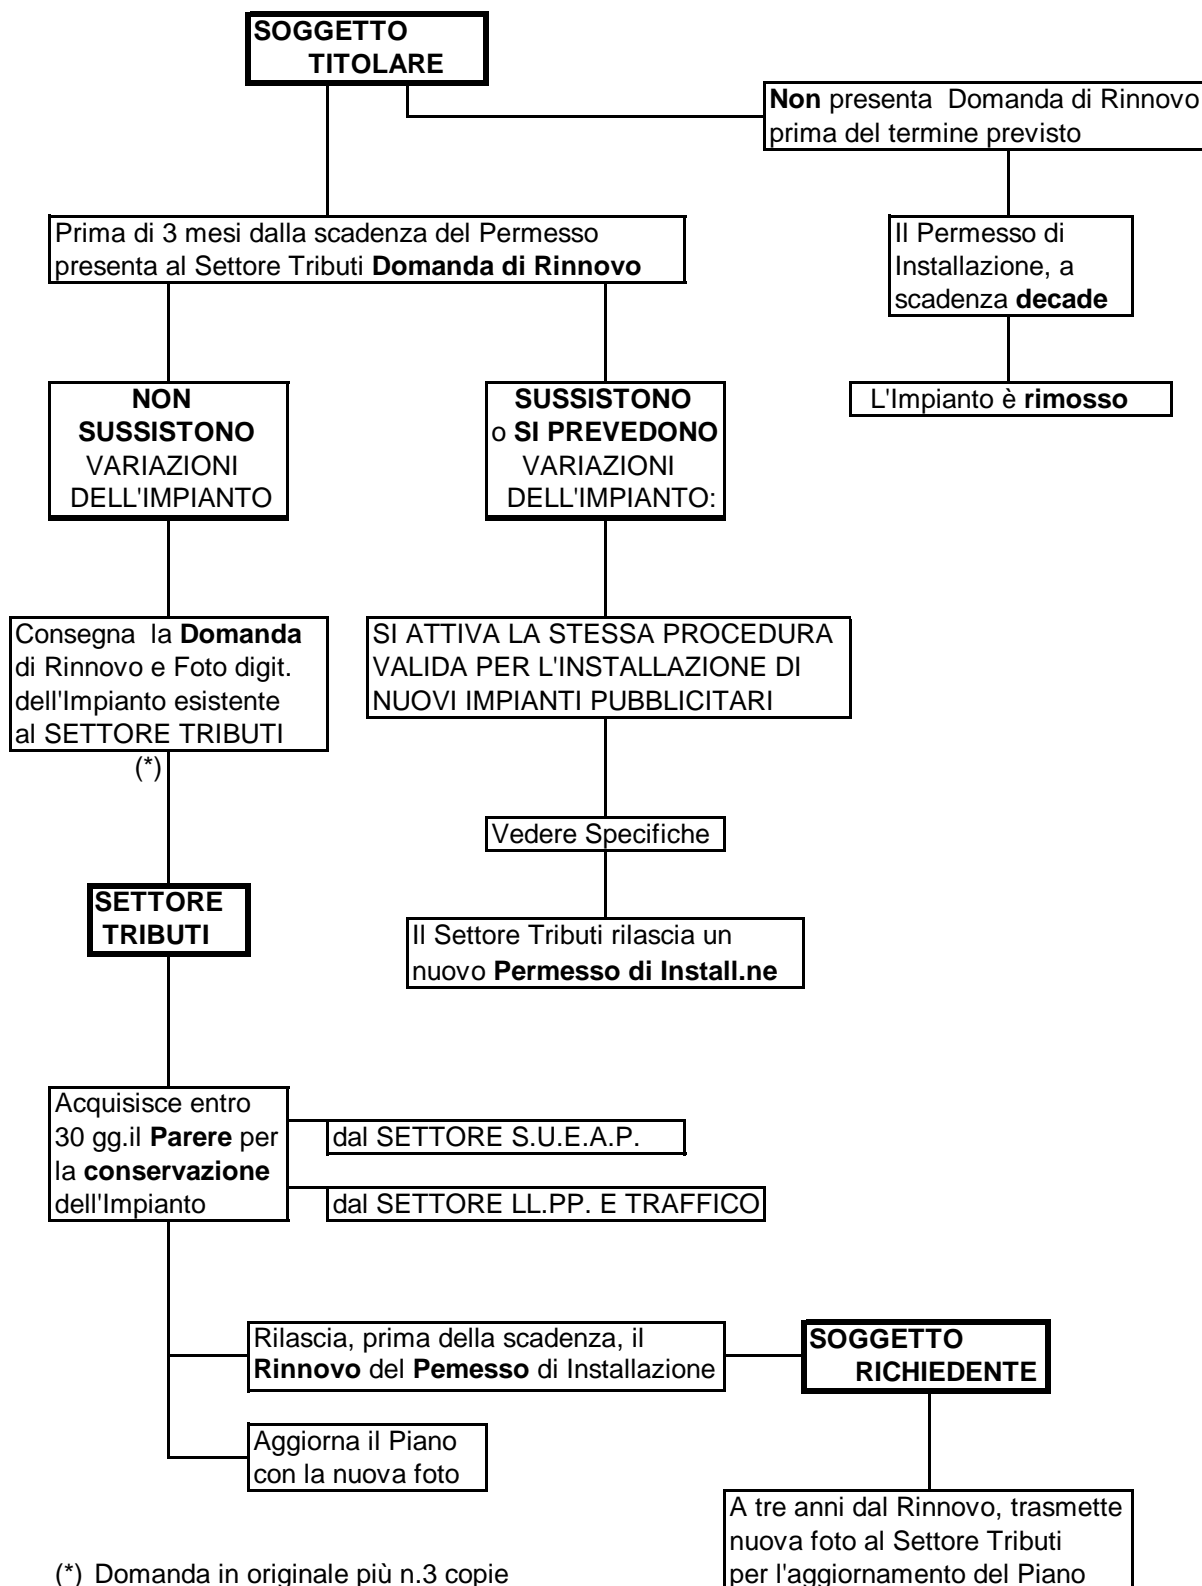 SOGGETTO
TITOLARE
Non presenta Domanda di Rinnovo
prima del termine previsto
Prima di 3 mesi dalla scadenza del Permesso
presenta al Settore Tributi Domanda di Rinnovo
Il Permesso di
Installazione, a
scadenza decade
L'Impianto è rimosso
NON
SUSSISTONO
VARIAZIONI
DELL'IMPIANTO
SUSSISTONO
o SI PREVEDONO
VARIAZIONI
DELL'IMPIANTO:
Consegna la Domanda
di Rinnovo e Foto digit.
dell'Impianto esistente
al SETTORE TRIBUTI
(*)
SI ATTIVA LA STESSA PROCEDURA
VALIDA PER L'INSTALLAZIONE DI
NUOVI IMPIANTI PUBBLICITARI
Vedere Specifiche
SETTORE
TRIBUTI
Il Settore Tributi rilascia un
nuovo Permesso di Install.ne
Acquisisce entro
30 gg.il Parere per
la conservazione
dell'Impianto
dal SETTORE S.U.E.A.P.
dal SETTORE LL.PP. E TRAFFICO
Rilascia, prima della scadenza, il
Rinnovo del Pemesso di Installazione
SOGGETTO
RICHIEDENTE
Aggiorna il Piano
con la nuova foto
A tre anni dal Rinnovo, trasmette
nuova foto al Settore Tributi
per l'aggiornamento del Piano
(*) Domanda in originale più n.3 copie